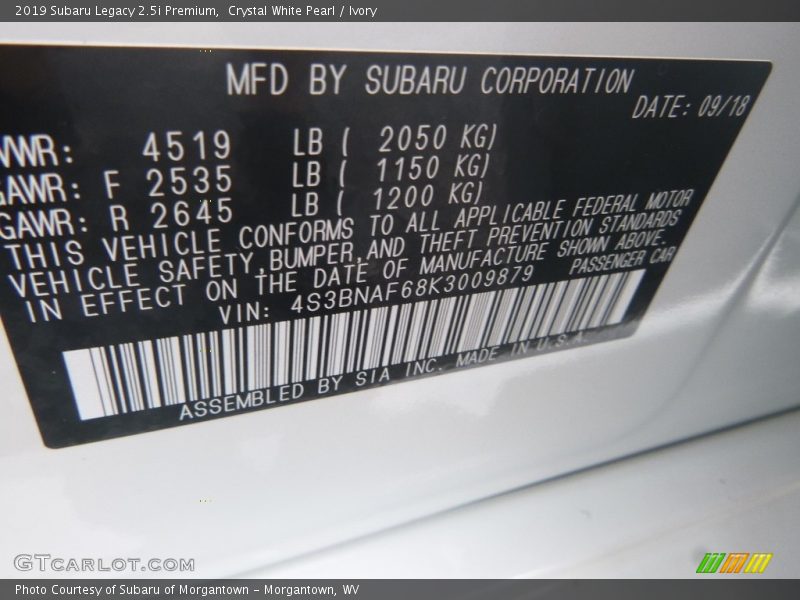 2019 Subaru Legacy 2.5i Premium,  Crystal White Pearl / Ivory
MFD BY SUBARU CORPORATION
DATE: 09/18
VWR: 4519 LB ( 2050 KG)
GAWR: F 2535 LB ( 1150 KG)
GAWR: R 2645 LB ( 1200 KG)
THIS VEHICLE CONFORMS TO ALL APPLICABLE FEDERAL MOTOR
VEHICLE SAFETY,BUMPER,AND THEFT PREVENTION STANDARDS
IN EFFECT ON THE DATE OF MANUFACTURE SHOWN ABOVE.
VIN: 4S3BNAF68K3009879 PASSENGER CAR
ASSEMBLED BY SIA INC. MADE IN U.S.A.
GTCARLOT.COM
Photo Courtesy of Subaru of Morgantown - Morgantown, WV